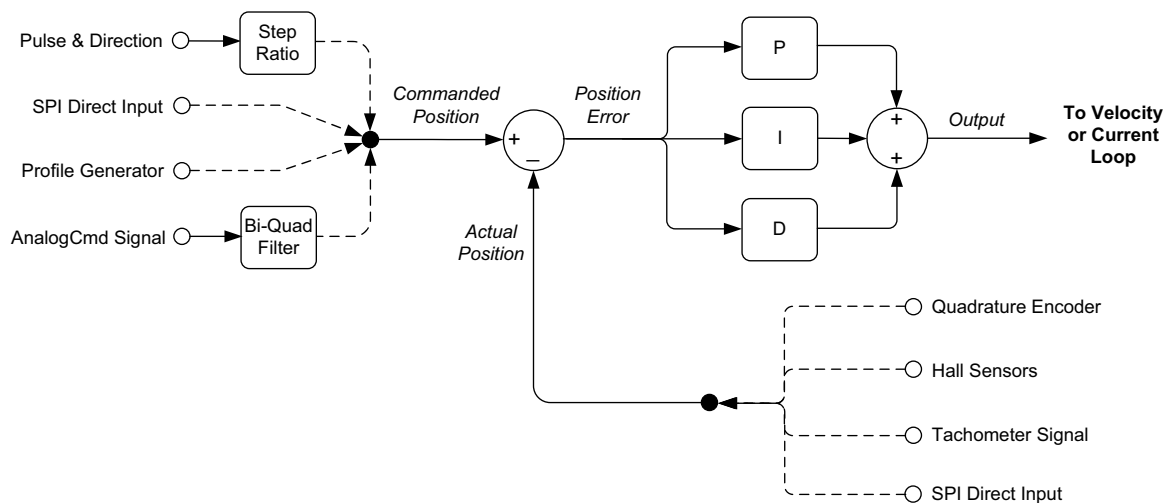 Pulse & Direction
Step
Ratio
SPI Direct Input
Profile Generator
AnalogCmd Signal
Bi-Quad
Filter
Commanded
Position
+
–
Position
Error
Actual
Position
P
I
D
+
+
Output
To Velocity
or Current
Loop
Quadrature Encoder
Hall Sensors
Tachometer Signal
SPI Direct Input